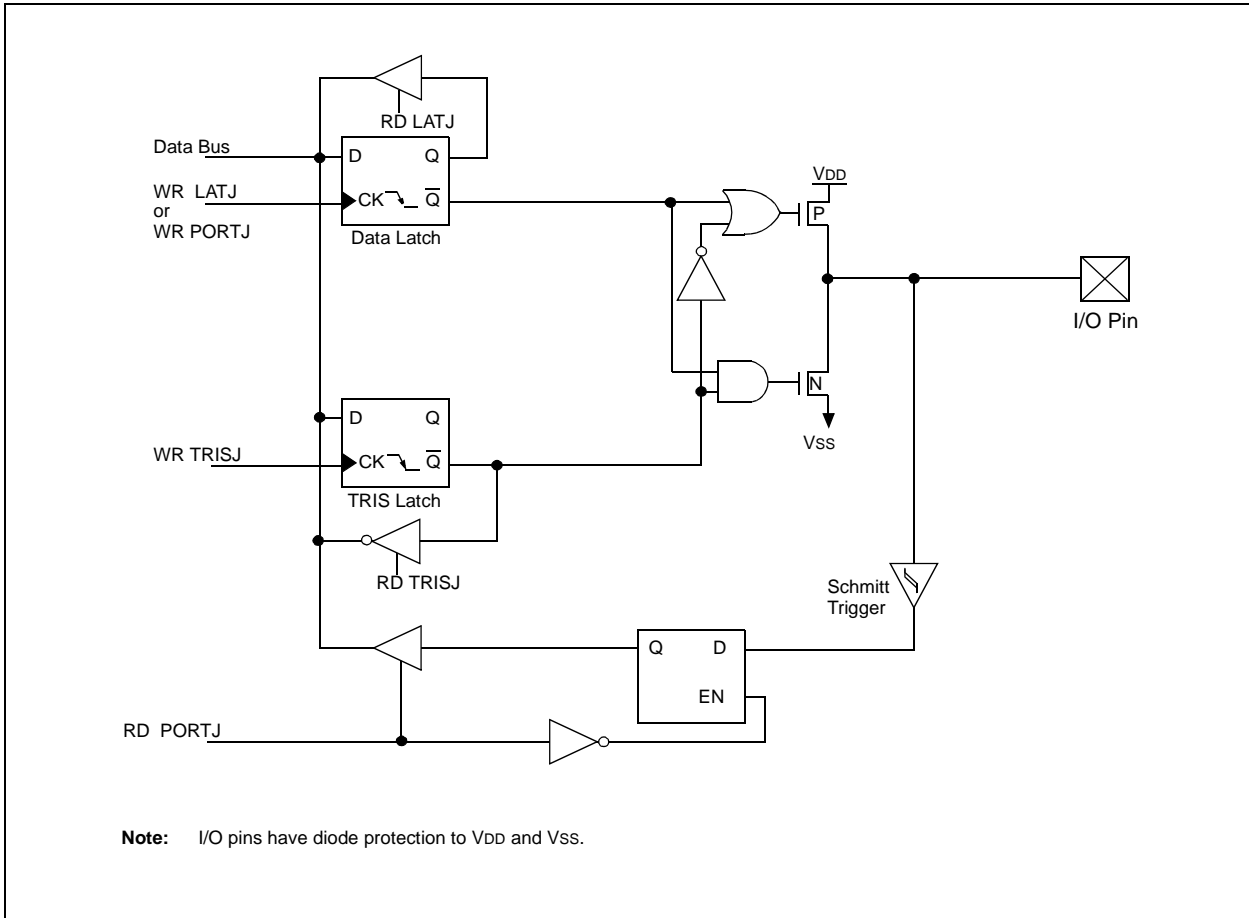 RD LATJ
Data Bus
D Q
WR LATJ
or
WR PORTJ
CK Q
Data Latch
VDD
P
I/O Pin
N
VSS
D Q
WR TRISJ
CK Q
TRIS Latch
RD TRISJ
Schmitt
Trigger
Q D
EN
RD PORTJ
Note: I/O pins have diode protection to VDD and VSS.